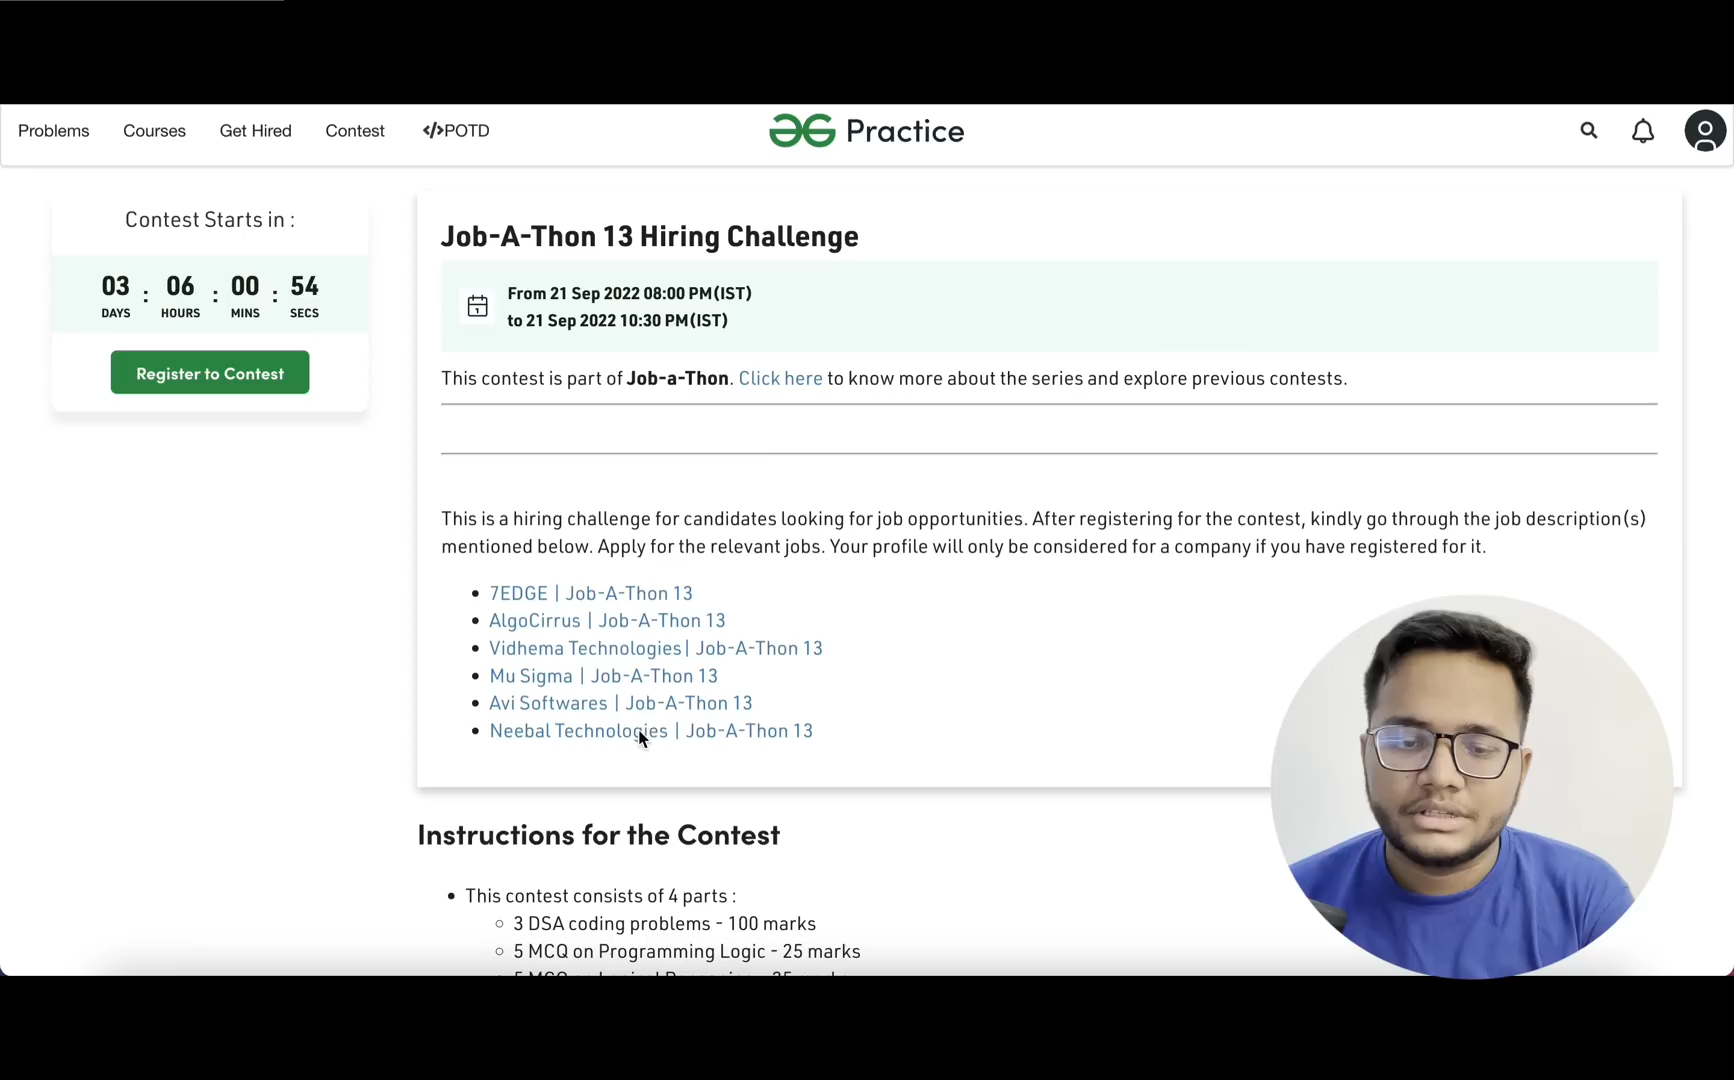 Problems Courses Get Hired Contest </>POTD
Practice
Contest Starts in :
03 : 06 : 00 : 54
DAYS HOURS MINS SECS
Register to Contest
Job-A-Thon 13 Hiring Challenge
From 21 Sep 2022 08:00 PM(IST)
to 21 Sep 2022 10:30 PM(IST)
This contest is part of Job-a-Thon. Click here to know more about the series and explore previous contests.
This is a hiring challenge for candidates looking for job opportunities. After registering for the contest, kindly go through the job description(s)
mentioned below. Apply for the relevant jobs. Your profile will only be considered for a company if you have registered for it.
7EDGE | Job-A-Thon 13
AlgoCirrus | Job-A-Thon 13
Vidhema Technologies| Job-A-Thon 13
Mu Sigma | Job-A-Thon 13
Avi Softwares | Job-A-Thon 13
Neebal Technologies | Job-A-Thon 13
Instructions for the Contest
This contest consists of 4 parts :
3 DSA coding problems - 100 marks
5 MCQ on Programming Logic - 25 marks